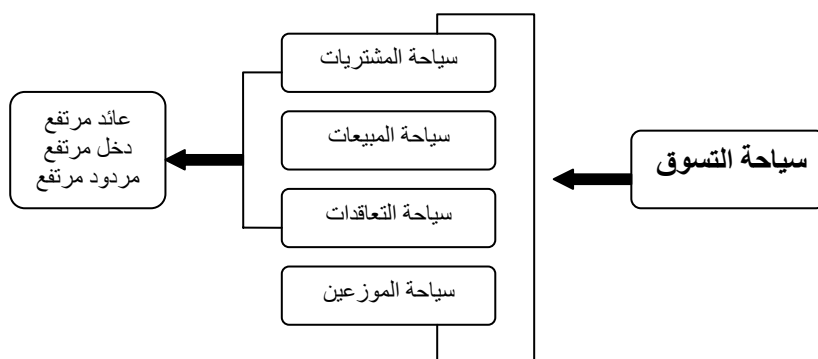 سياحة التسوق
سياحة المشتريات
سياحة المبيعات
سياحة التعاقدات
سياحة الموزعين
عائد مرتفع
دخل مرتفع
مردود مرتفع